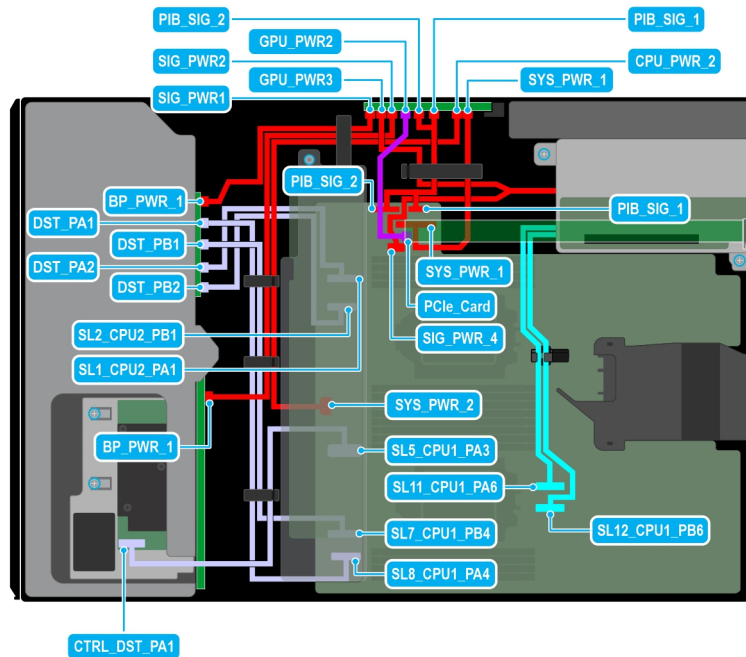 PIB_SIG_2
PIB_SIG_1
GPU_PWR2
SIG_PWR2
CPU_PWR_2
GPU_PWR3
SYS_PWR_1
SIG_PWR1
PIB_SIG_2
BP_PWR_1
PIB_SIG_1
DST_PA1
DST_PB1
DST_PA2
SYS_PWR_1
DST_PB2
PCIe_Card
SL2_CPU2_PB1
SIG_PWR_4
SL1_CPU2_PA1
SYS_PWR_2
BP_PWR_1
SL5_CPU1_PA3
SL11_CPU1_PA6
SL7_CPU1_PB4
SL12_CPU1_PB6
SL8_CPU1_PA4
CTRL_DST_PA1